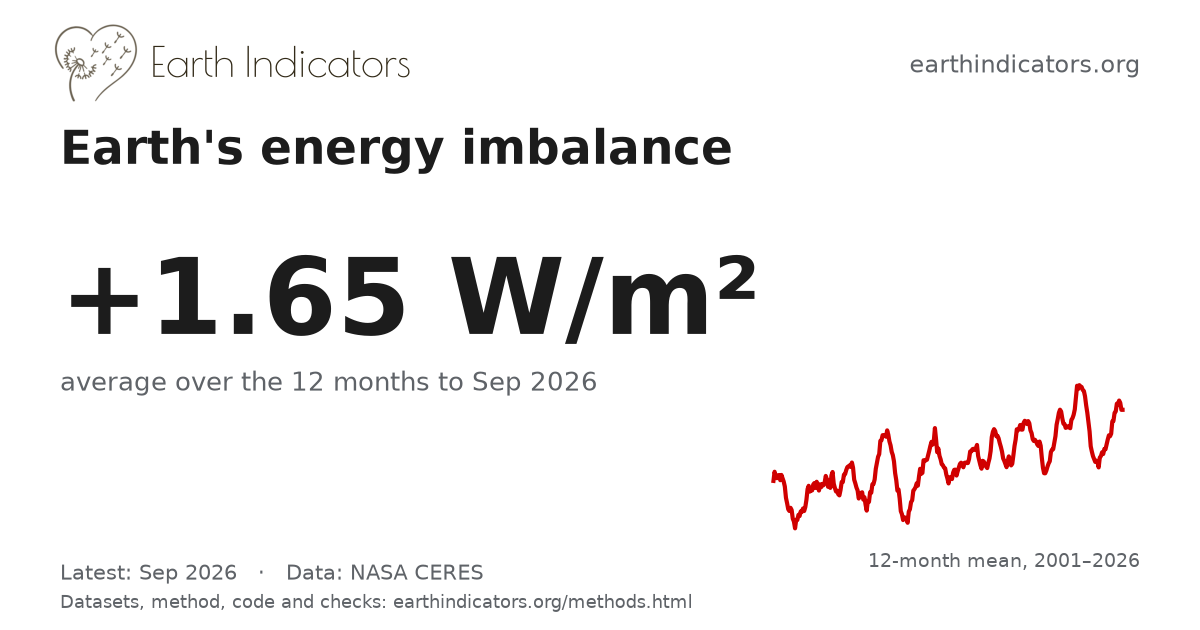 Earth Indicators
earthindicators.org
Earth's energy imbalance
+1.65 W/m²
average over the 12 months to Sep 2026
12-month mean, 2001–2026
Latest: Sep 2026 · Data: NASA CERES
Datasets, method, code and checks: earthindicators.org/methods.html